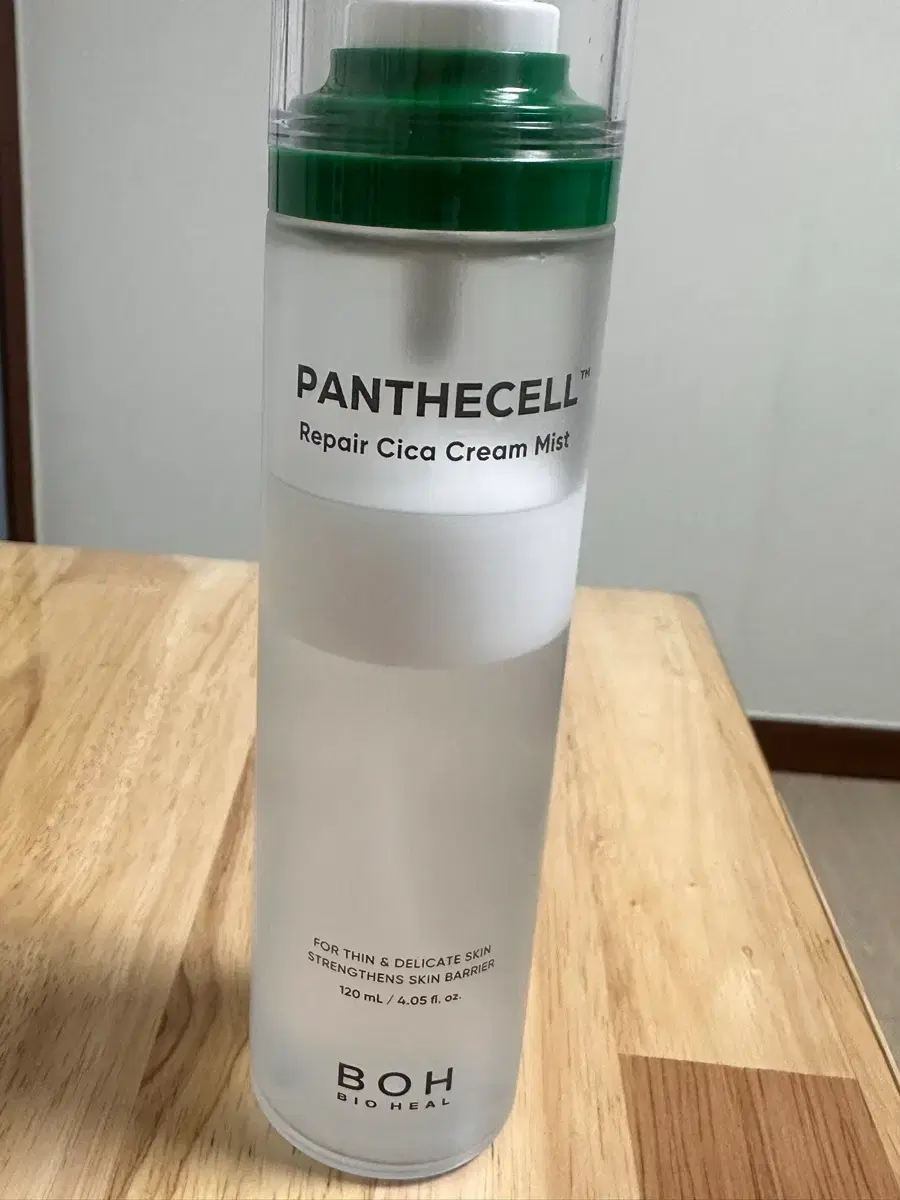 PANTHECELL™
Repair Cica Cream Mist
FOR THIN & DELICATE SKIN
STRENGTHENS SKIN BARRIER
120 mL / 4.05 fl. oz.
BOH
BIO HEAL